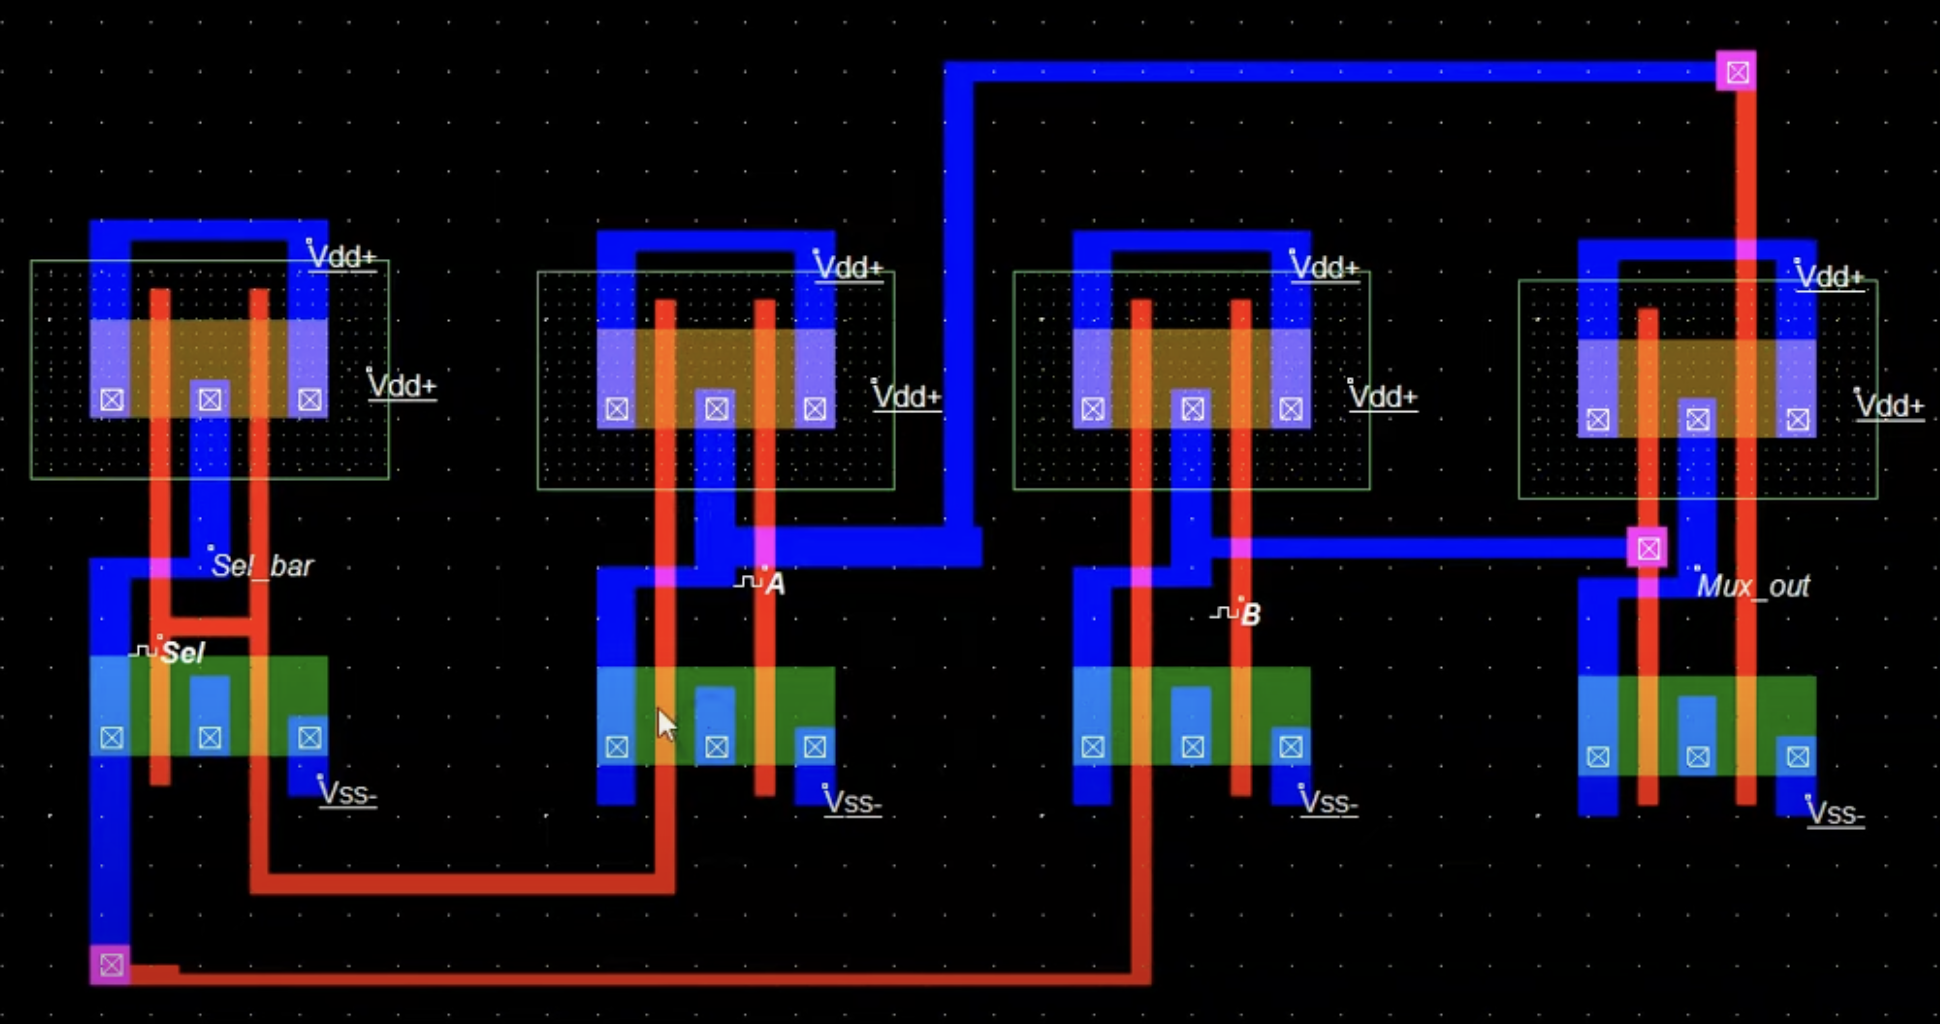 Vdd+
Vdd+
Vdd+
Vdd+
Vdd+
Vdd+
Vdd+
Vdd+
Sel_bar
A
Mux_out
B
Sel
Vss-
Vss-
Vss-
Vss-